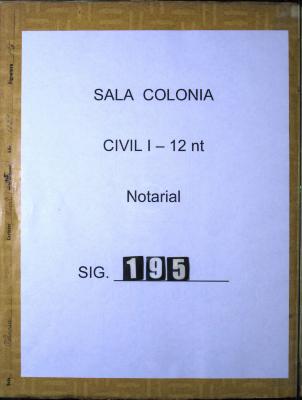 SALA COLONIA
CIVIL I – 12 nt
Notarial
SIG. 195